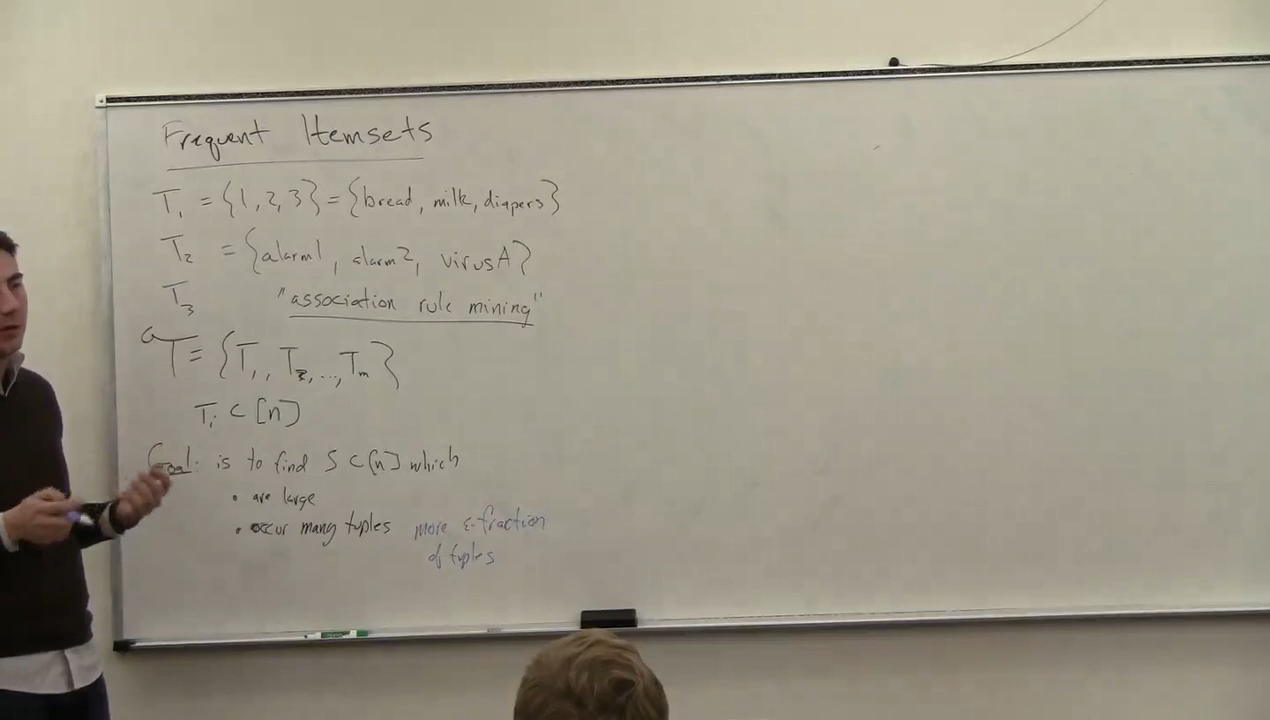 Frequent Itemsets
T₁ = {1, 2, 3} = {bread, milk, diapers}
T₂ = {alarm1, alarm2, virusA}
T₃ "association rule mining"
T = {T₁, T₂, ..., Tₘ}
Tᵢ ⊂ [n]
Goal: is to find S ⊂ [n] which
• are large
• occur many tuples more ε-fraction
of tuples